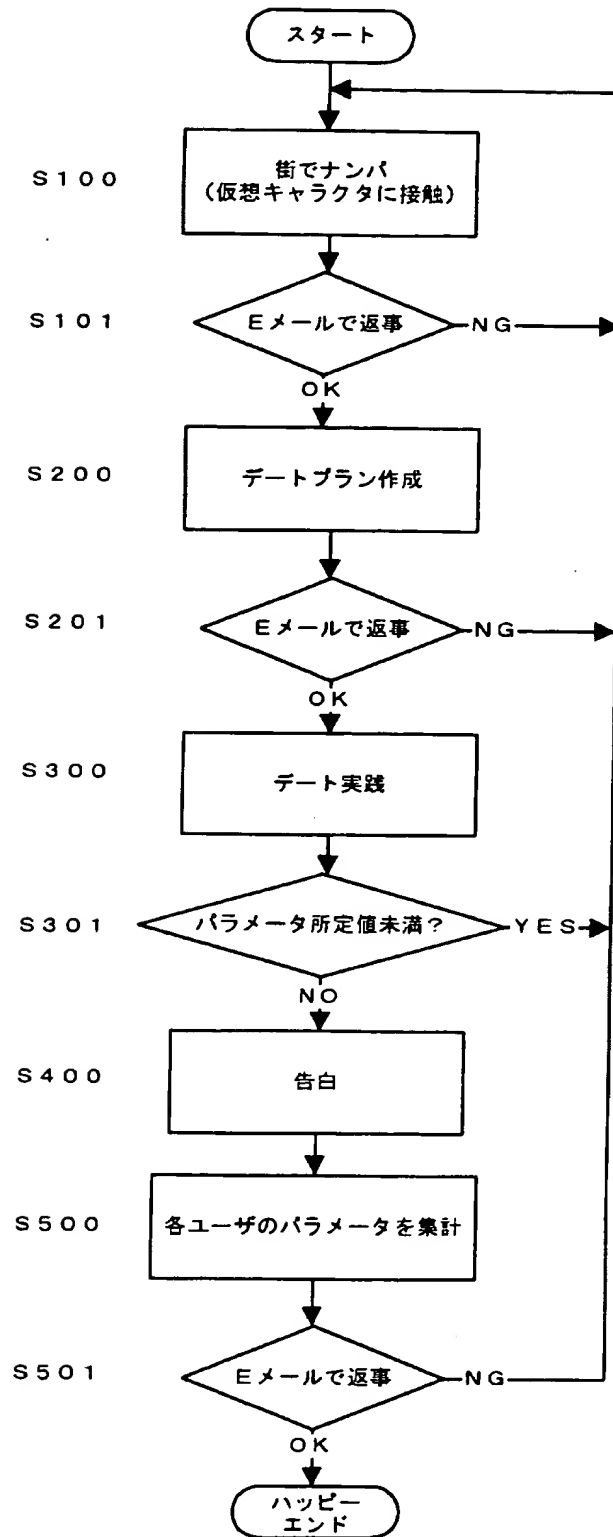 スタート
S100
街でナンパ
(仮想キャラクタに接触)
S101
Eメールで返事
NG
OK
S200
デートプラン作成
S201
Eメールで返事
NG
OK
S300
デート実践
S301
パラメータ所定値未満?
YES
NO
S400
告白
S500
各ユーザのパラメータを集計
S501
Eメールで返事
NG
OK
ハッピー
エンド